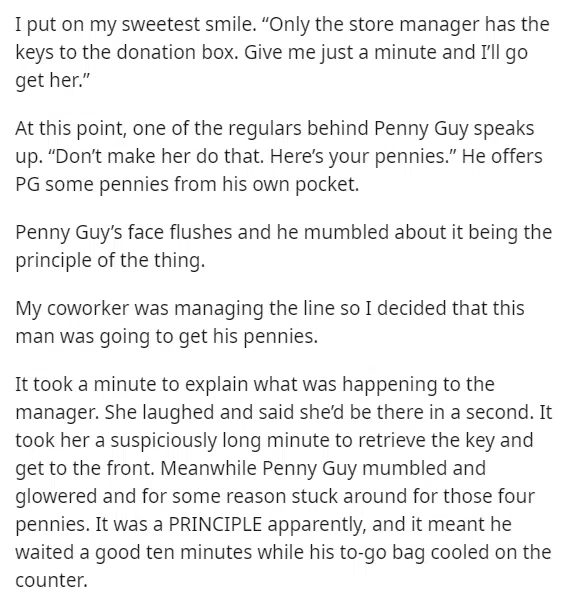 I put on my sweetest smile. “Only the store manager has the
keys to the donation box. Give me just a minute and I’ll go
get her.”
At this point, one of the regulars behind Penny Guy speaks
up. “Don’t make her do that. Here’s your pennies.” He offers
PG some pennies from his own pocket.
Penny Guy’s face flushes and he mumbled about it being the
principle of the thing.
My coworker was managing the line so I decided that this
man was going to get his pennies.
It took a minute to explain what was happening to the
manager. She laughed and said she’d be there in a second. It
took her a suspiciously long minute to retrieve the key and
get to the front. Meanwhile Penny Guy mumbled and
glowered and for some reason stuck around for those four
pennies. It was a PRINCIPLE apparently, and it meant he
waited a good ten minutes while his to-go bag cooled on the
counter.